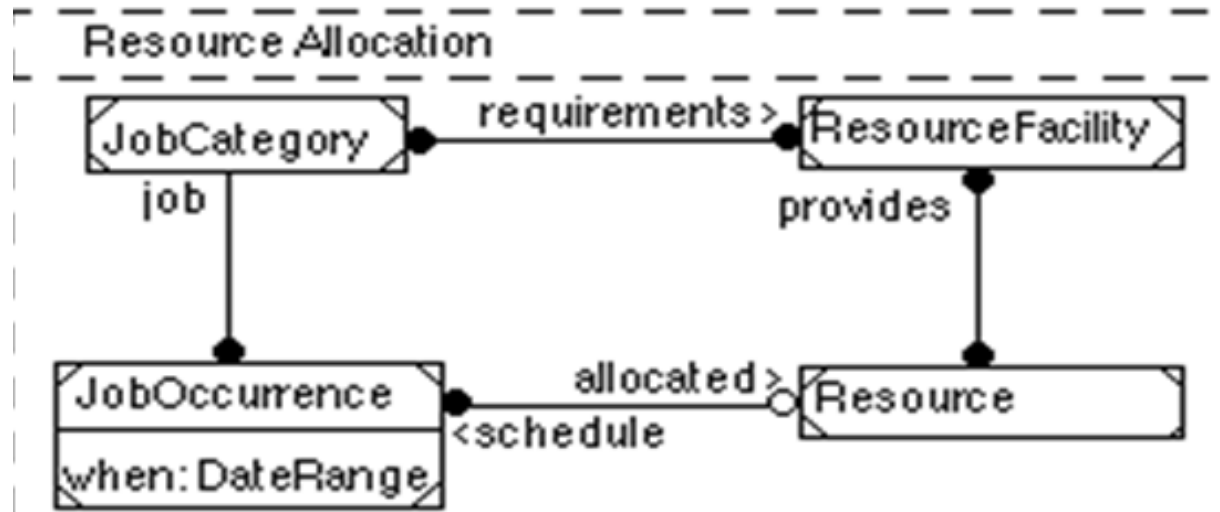 Resource Allocation
requirements >
JobCategory
ResourceFacility
job
provides
allocated >
JobOccurrence
Resource
<schedule
when: DateRange